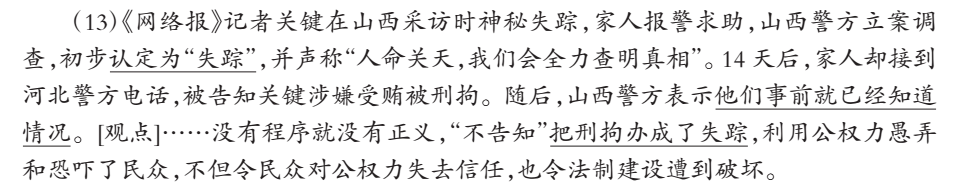 (13)《网络报》记者关键在山西采访时神秘失踪,家人报警求助,山西警方立案调
查,初步认定为“失踪”,并声称“人命关天,我们会全力查明真相”。14 天后,家人却接到
河北警方电话,被告知关键涉嫌受贿被刑拘。随后,山西警方表示他们事前就已经知道
情况。[观点]……没有程序就没有正义,“不告知”把刑拘办成了失踪,利用公权力愚弄
和恐吓了民众,不但令民众对公权力失去信任,也令法制建设遭到破坏。